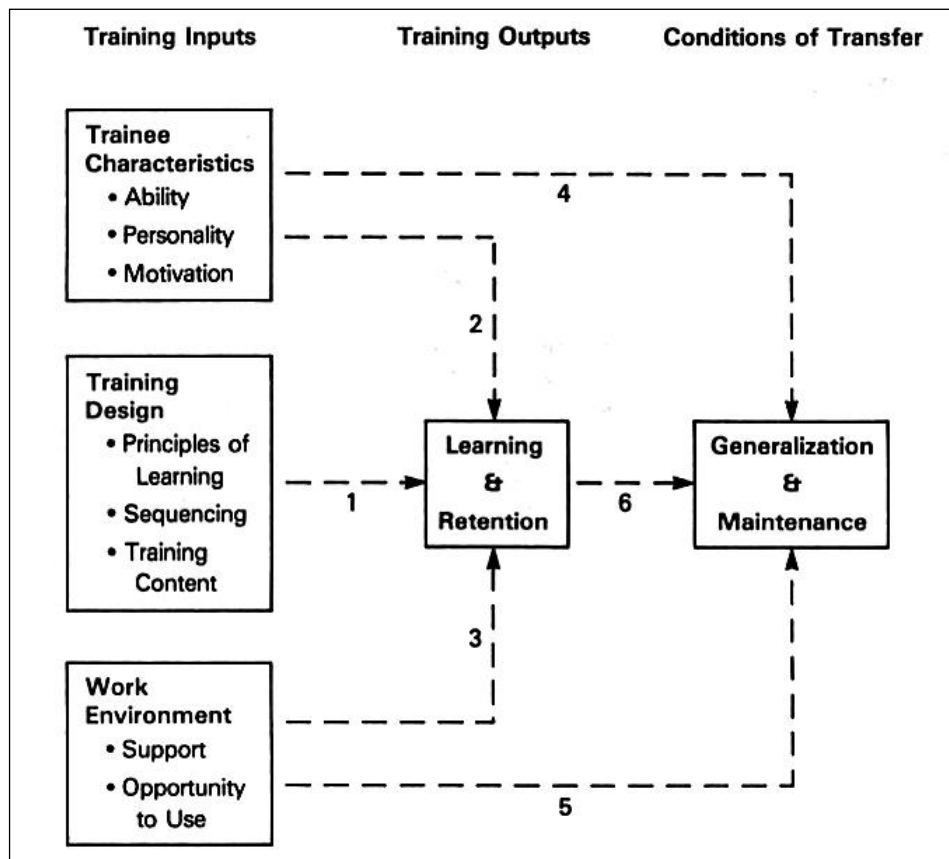 Training Inputs
Training Outputs
Conditions of Transfer
Trainee
Characteristics
• Ability
• Personality
• Motivation
4
2
Training
Design
• Principles of
Learning
• Sequencing
• Training
Content
1
Learning
&
Retention
6
Generalization
&
Maintenance
3
Work
Environment
• Support
• Opportunity
to Use
5